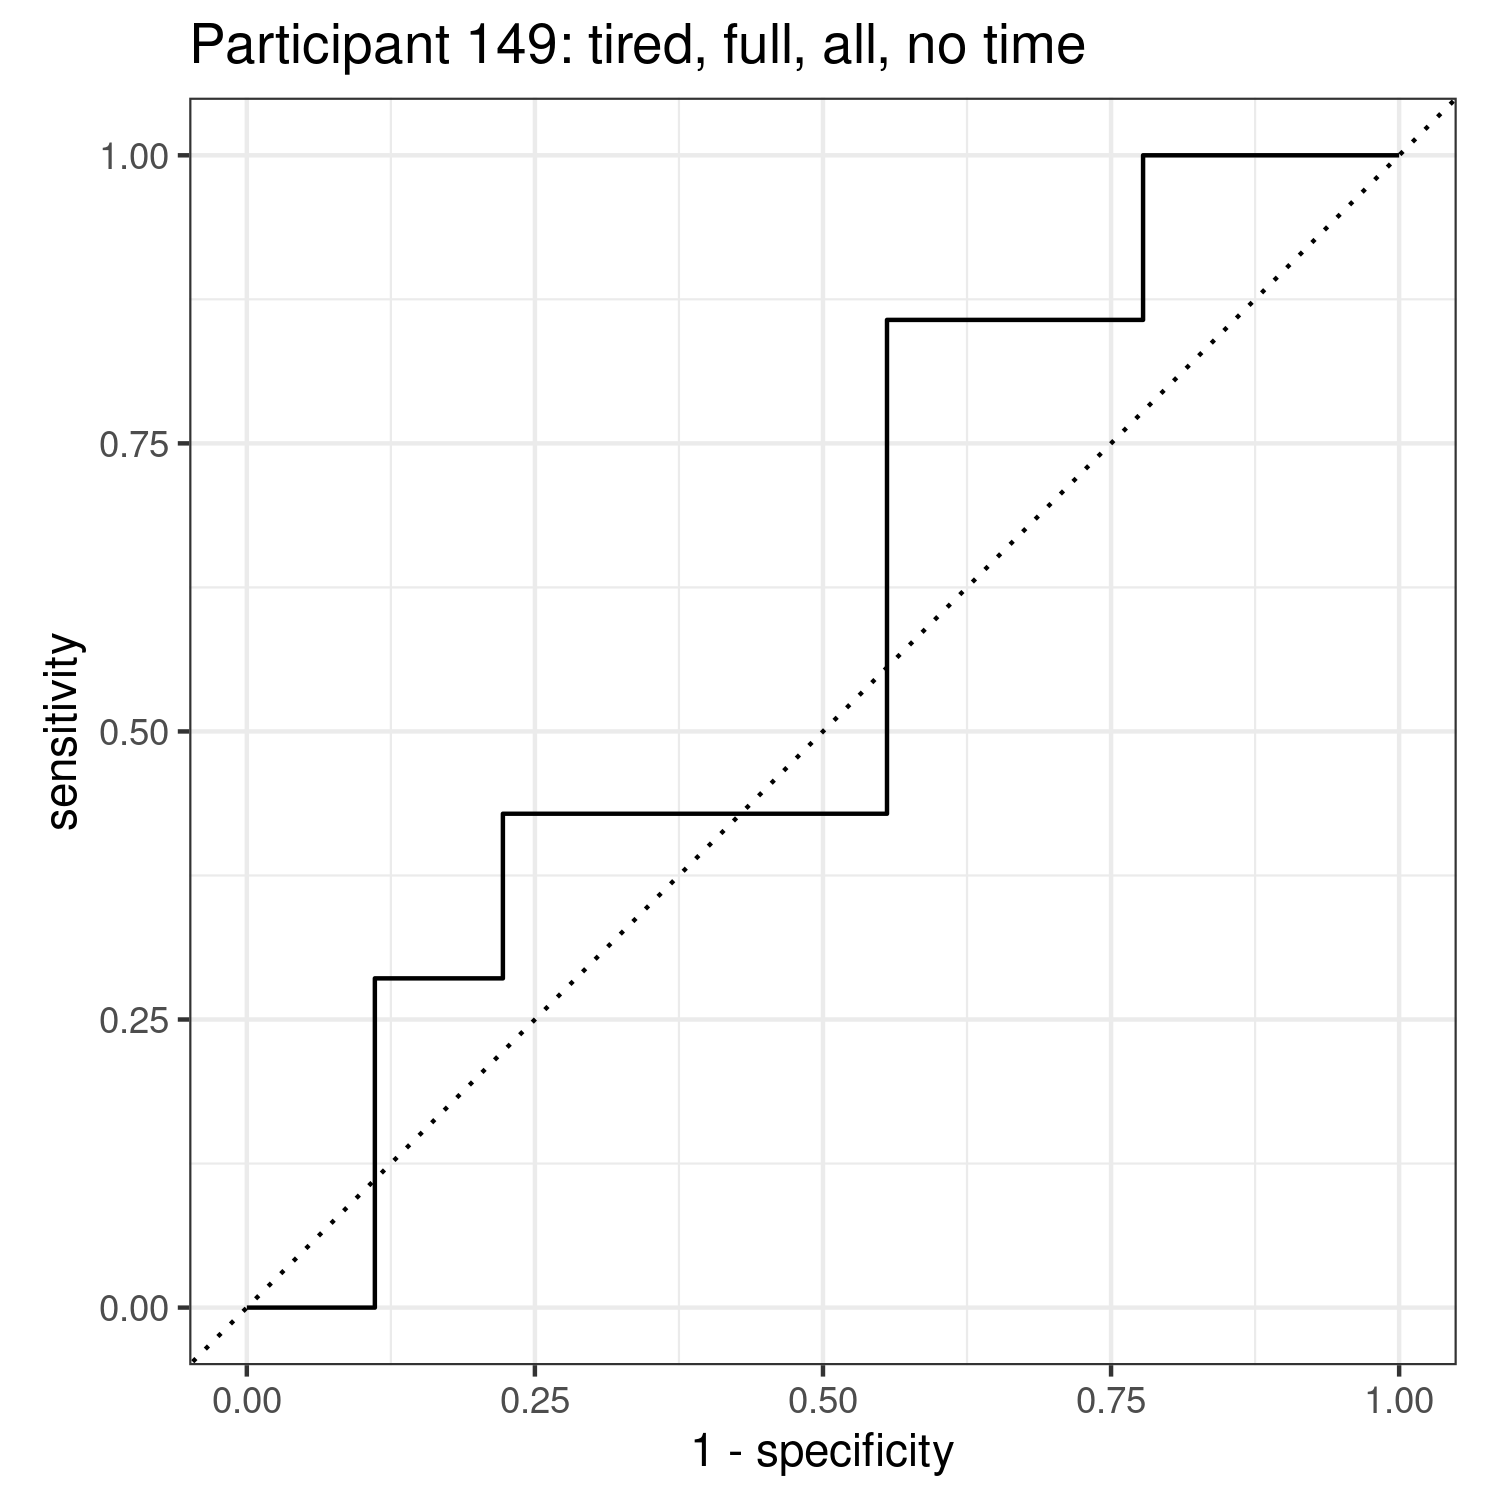 Participant 149: tired, full, all, no time
1.00
0.75
0.50
0.25
0.00
sensitivity
0.00 0.25 0.50 0.75 1.00
1 - specificity